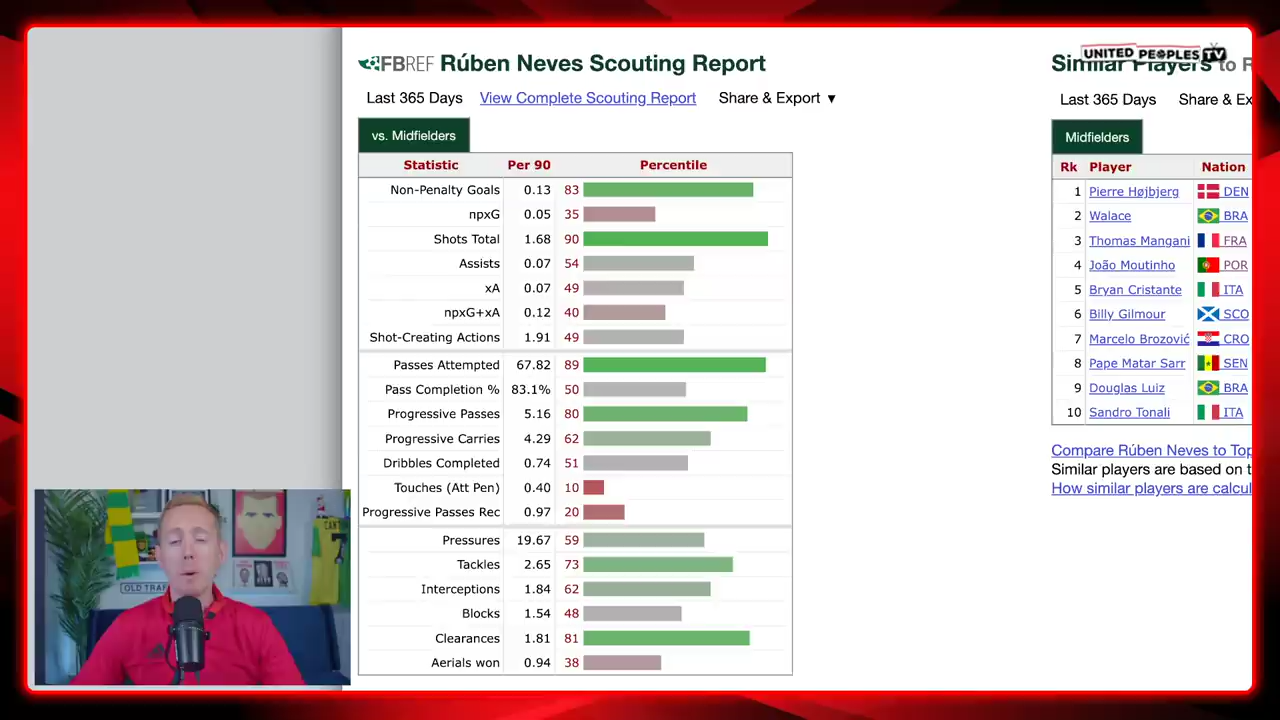 UNITED PEOPLES TV
FBREF Rúben Neves Scouting Report
Last 365 Days View Complete Scouting Report Share & Export ▼
vs. Midfielders
Statistic Per 90 Percentile
Non-Penalty Goals 0.13 83
npxG 0.05 35
Shots Total 1.68 90
Assists 0.07 54
xA 0.07 49
npxG+xA 0.12 40
Shot-Creating Actions 1.91 49
Passes Attempted 67.82 89
Pass Completion % 83.1% 50
Progressive Passes 5.16 80
Progressive Carries 4.29 62
Dribbles Completed 0.74 51
Touches (Att Pen) 0.40 10
Progressive Passes Rec 0.97 20
Pressures 19.67 59
Tackles 2.65 73
Interceptions 1.84 62
Blocks 1.54 48
Clearances 1.81 81
Aerials won 0.94 38
Similar Players to R
Last 365 Days Share & Ex
Midfielders
Rk Player Nation
1 Pierre Højbjerg DEN
2 Walace BRA
3 Thomas Mangani FRA
4 João Moutinho POR
5 Bryan Cristante ITA
6 Billy Gilmour SCO
7 Marcelo Brozović CRO
8 Pape Matar Sarr SEN
9 Douglas Luiz BRA
10 Sandro Tonali ITA
Compare Rúben Neves to Top
Similar players are based on t
How similar players are calcul
OLD TRAF